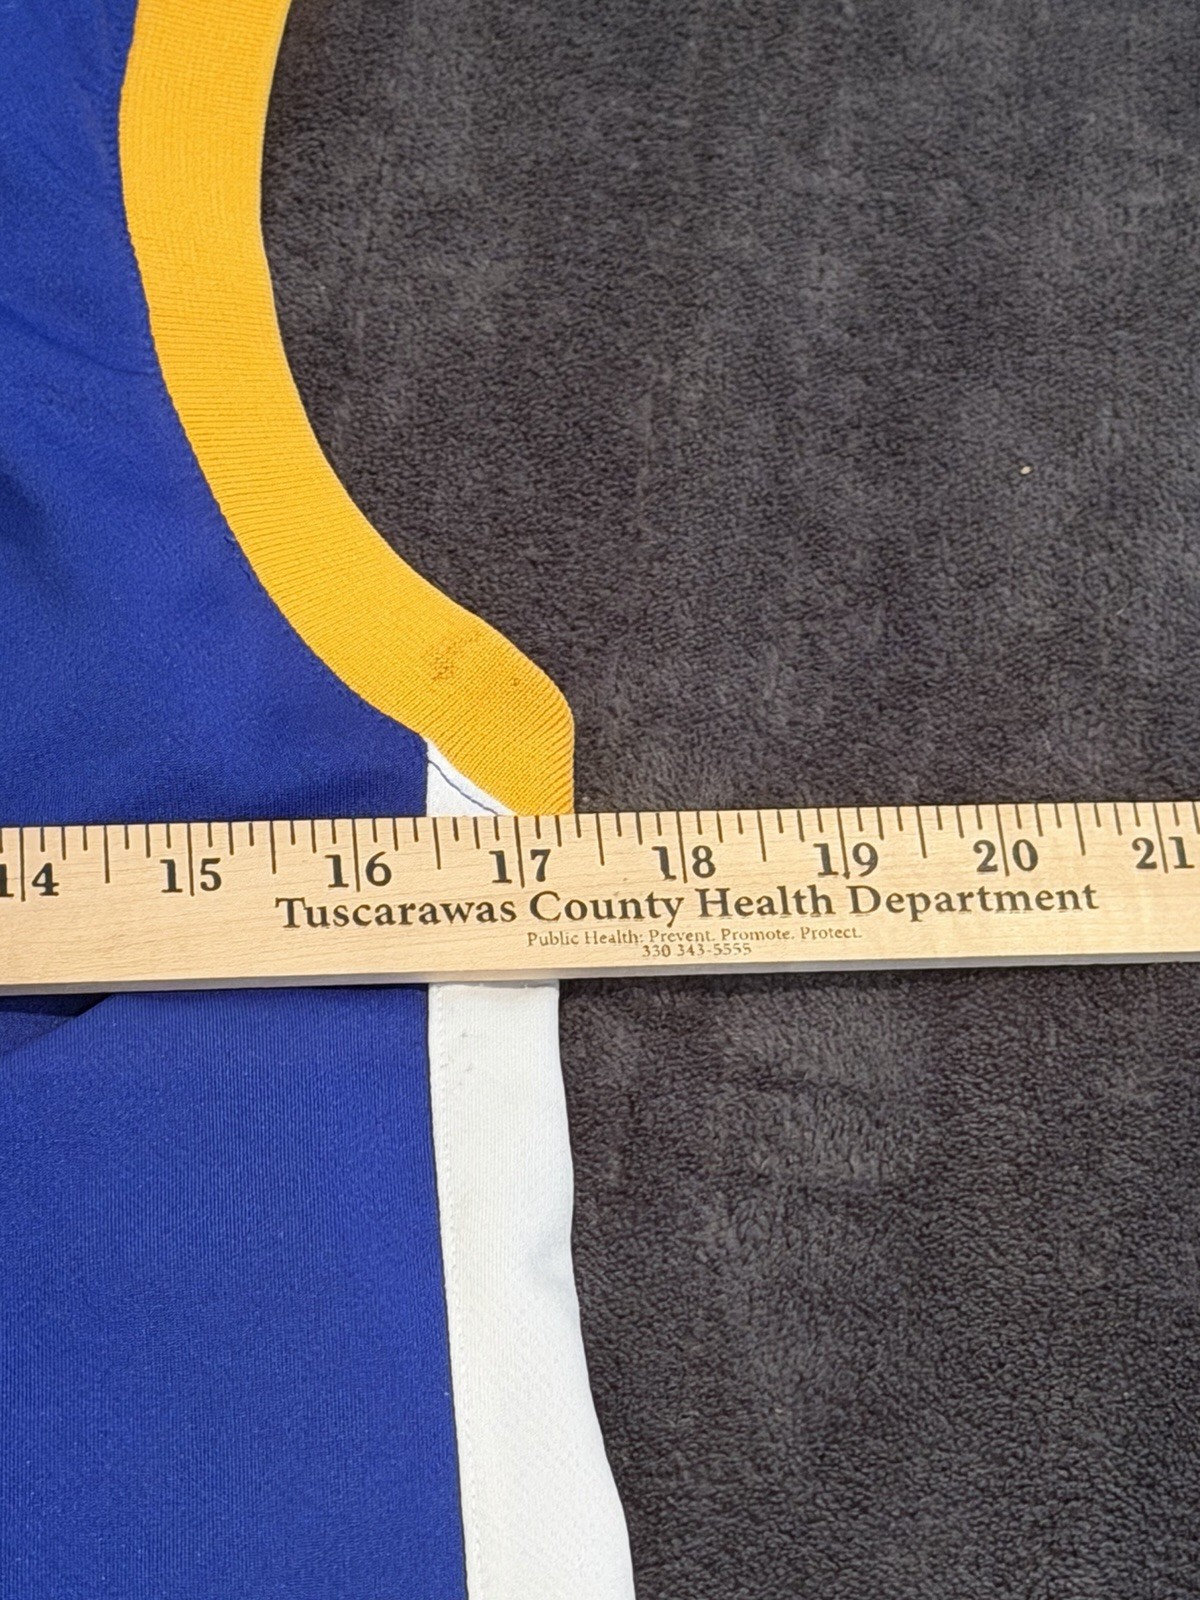 14 15 16 17 18 19 20 21
Tuscarawas County Health Department
Public Health: Prevent. Promote. Protect.
330 343-5555